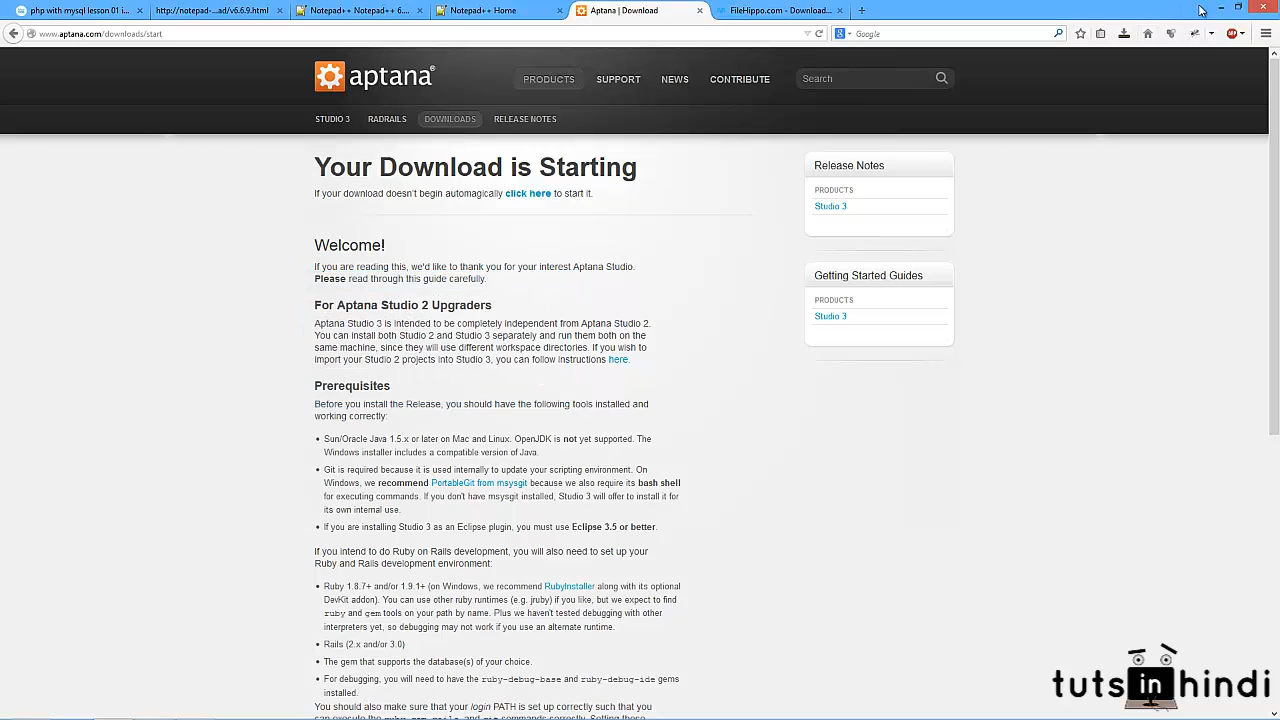 php with mysql lesson 01 i...
http://notepad-...ad/v6.6.9.html
Notepad++ Notepad++ 6....
Notepad++ Home
Aptana | Download
FileHippo.com - Download...
www.aptana.com/downloads/start
Google
aptana®
PRODUCTS
SUPPORT
NEWS
CONTRIBUTE
Search
STUDIO 3
RADRAILS
DOWNLOADS
RELEASE NOTES
Your Download is Starting
If your download doesn't begin automagically click here to start it.
Welcome!
If you are reading this, we'd like to thank you for your interest Aptana Studio.
Please read through this guide carefully.
For Aptana Studio 2 Upgraders
Aptana Studio 3 is intended to be completely independent from Aptana Studio 2.
You can install both Studio 2 and Studio 3 separately and run them both on the
same machine, since they will use different workspace directories. If you wish to
import your Studio 2 projects into Studio 3, you can follow instructions here.
Prerequisites
Before you install the Release, you should have the following tools installed and
working correctly:
• Sun/Oracle Java 1.5.x or later on Mac and Linux. OpenJDK is not yet supported. The
Windows installer includes a compatible version of Java.
• Git is required because it is used internally to update your scripting environment. On
Windows, we recommend PortableGit from msysgit because we also require its bash shell
for executing commands. If you don't have msysgit installed, Studio 3 will offer to install it for
its own internal use.
• If you are installing Studio 3 as an Eclipse plugin, you must use Eclipse 3.5 or better.
If you intend to do Ruby on Rails development, you will also need to set up your
Ruby and Rails development environment:
• Ruby 1.8.7+ and/or 1.9.1+ (on Windows, we recommend RubyInstaller along with its optional
DevKit addon). You can use other ruby runtimes (e.g. jruby) if you like, but we expect to find
ruby and gem tools on your path by name. Plus we haven't tested debugging with other
interpreters yet, so debugging may not work if you use an alternate runtime.
• Rails (2.x and/or 3.0)
• The gem that supports the database(s) of your choice.
• For debugging, you will need to have the ruby-debug-base and ruby-debug-ide gems
installed.
You should also make sure that your login PATH is set up correctly such that you
Release Notes
PRODUCTS
Studio 3
Getting Started Guides
PRODUCTS
Studio 3
tuts in hindi